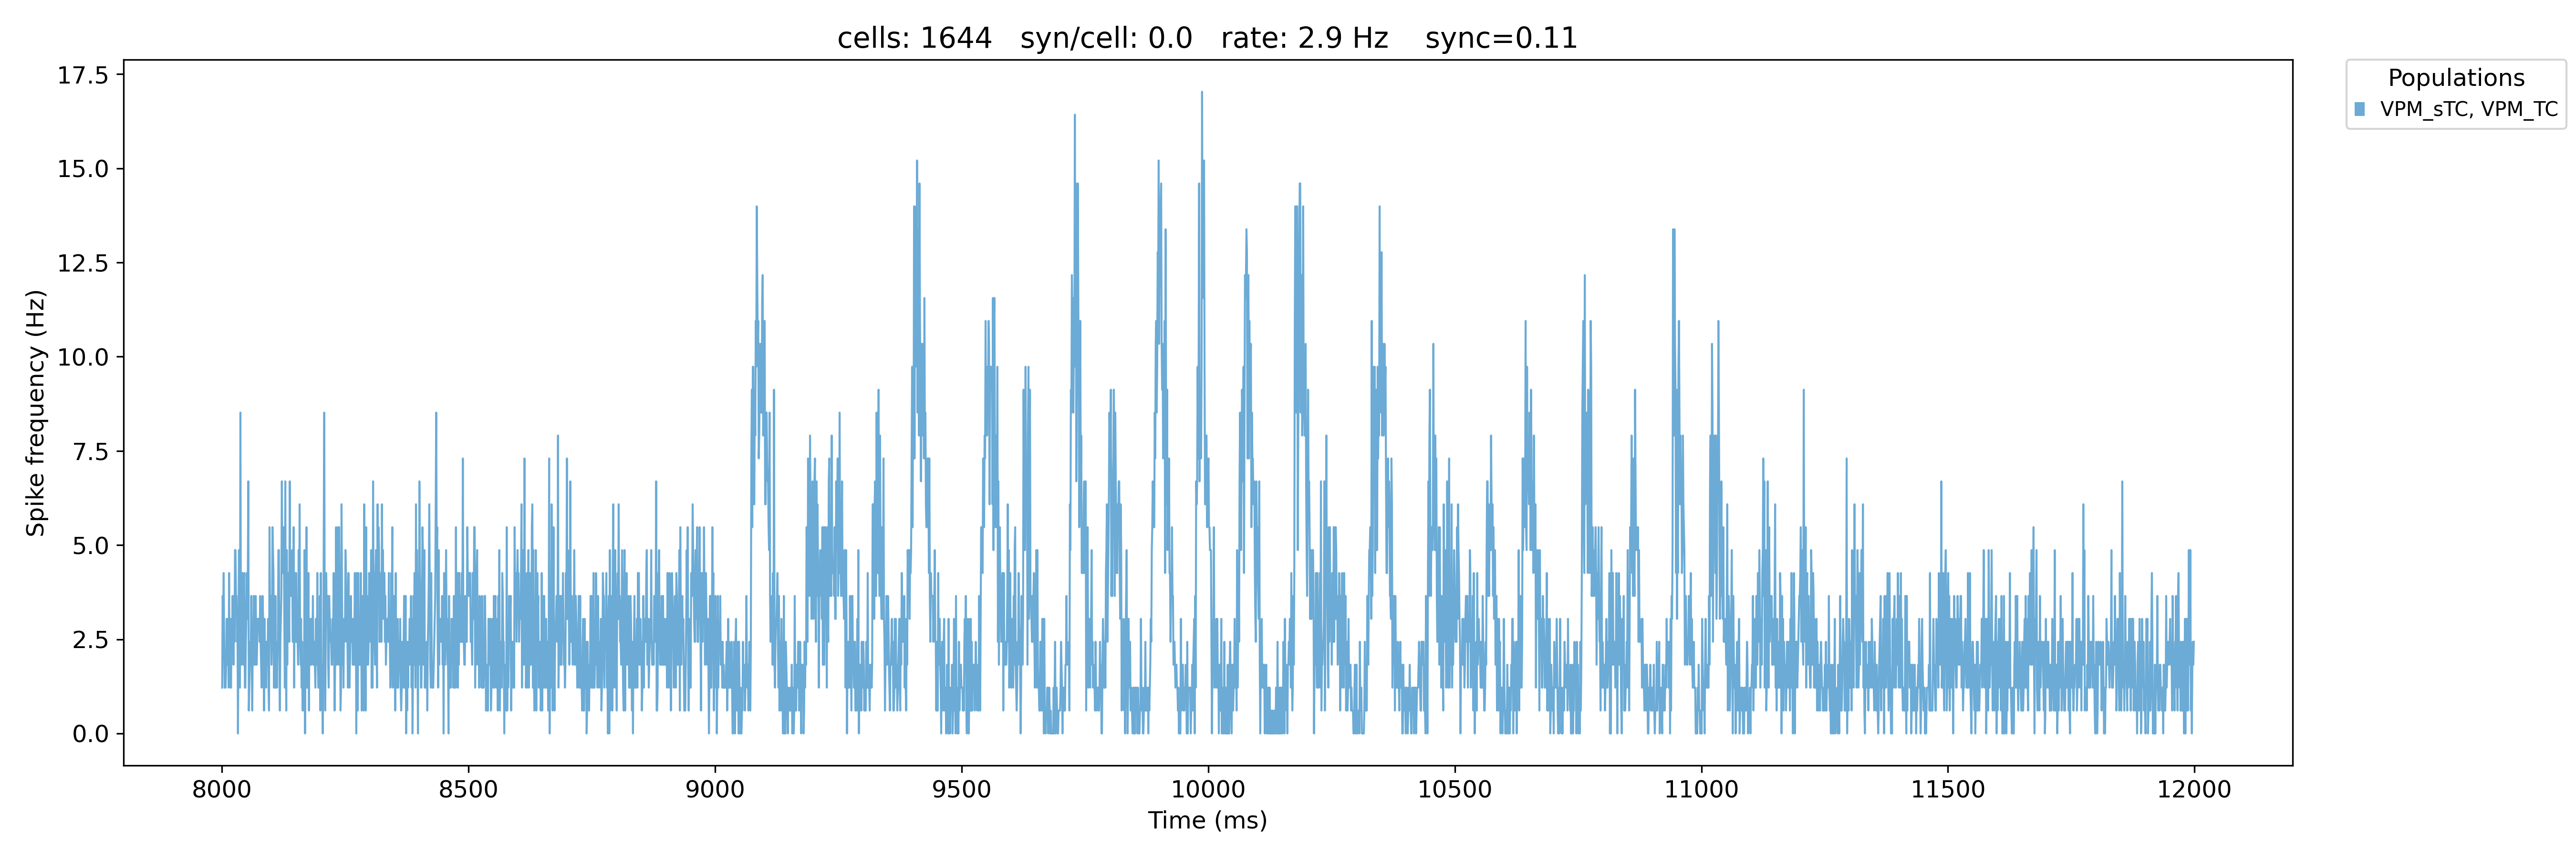 cells: 1644   syn/cell: 0.0   rate: 2.9 Hz    sync=0.11
Populations
VPM_sTC, VPM_TC
Spike frequency (Hz)
17.5
15.0
12.5
10.0
7.5
5.0
2.5
0.0
8000 8500 9000 9500 10000 10500 11000 11500 12000
Time (ms)